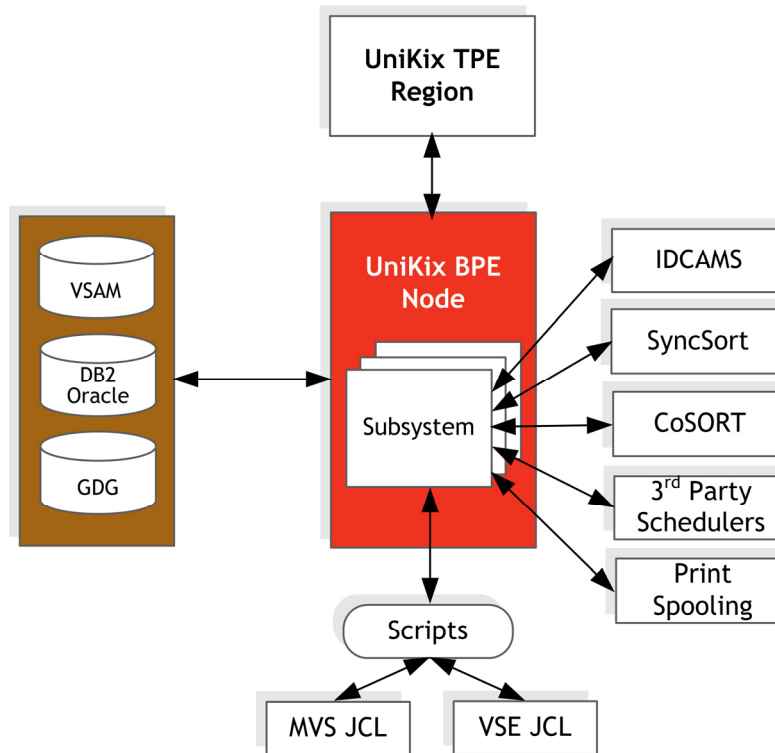 UniKix TPE
Region
UniKix BPE
Node
VSAM
DB2
Oracle
GDG
Subsystem
IDCAMS
SyncSort
CoSORT
3rd Party
Schedulers
Print
Spooling
Scripts
MVS JCL
VSE JCL